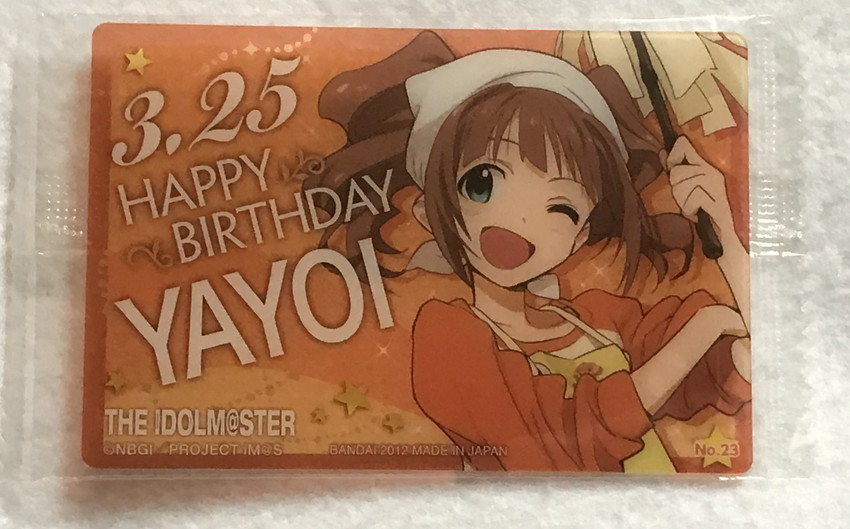 3.25
HAPPY
BIRTHDAY
YAYOI
THE IDOLM@STER
©NBGI PROJECT iM@S
BANDAI 2012 MADE IN JAPAN
No.23